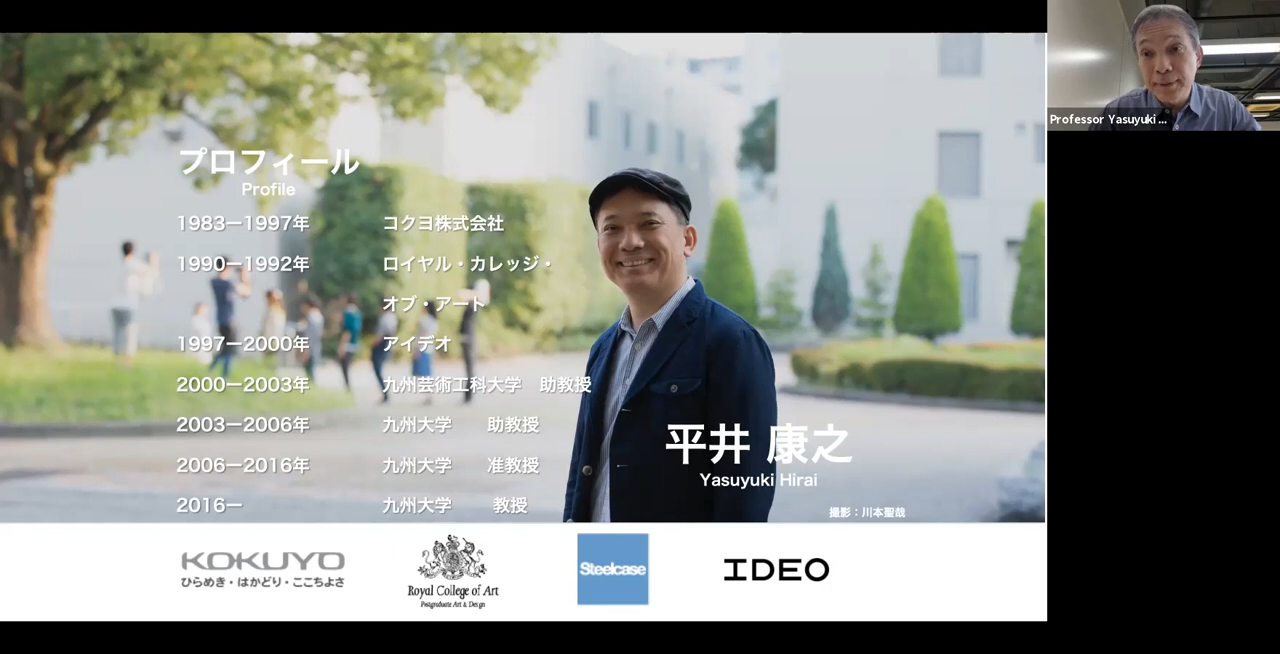 Professor Yasuyuki ...
プロフィール
Profile
1983ー1997年 コクヨ株式会社
1990ー1992年 ロイヤル・カレッジ・
オブ・アート
1997ー2000年 アイデオ
2000ー2003年 九州芸術工科大学 助教授
2003ー2006年 九州大学 助教授
2006ー2016年 九州大学 准教授
2016ー 九州大学 教授
平井 康之
Yasuyuki Hirai
撮影：川本聖哉
KOKUYO
ひらめき・はかどり・ここちよさ
Royal College of Art
Postgraduate Art & Design
Steelcase
IDEO